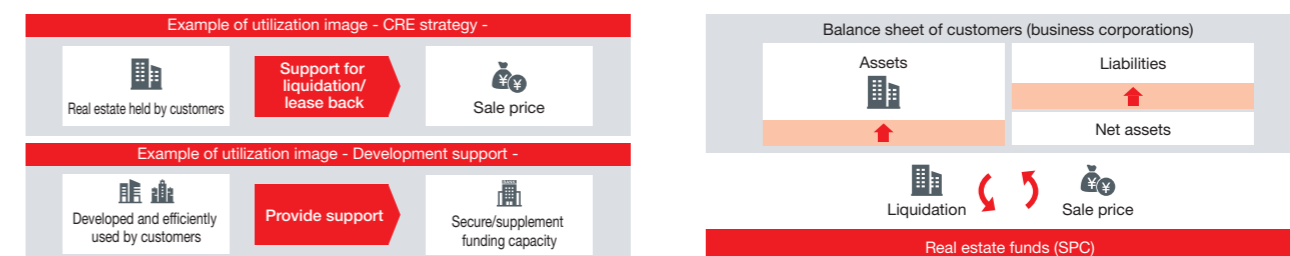 Example of utilization image - CRE strategy -
Real estate held by customers
Support for
liquidation/
lease back
¥ ¥
Sale price
Example of utilization image - Development support -
Developed and efficiently
used by customers
Provide support
Secure/supplement
funding capacity
Balance sheet of customers (business corporations)
Assets
Liabilities
Net assets
Liquidation
¥ ¥
Sale price
Real estate funds (SPC)